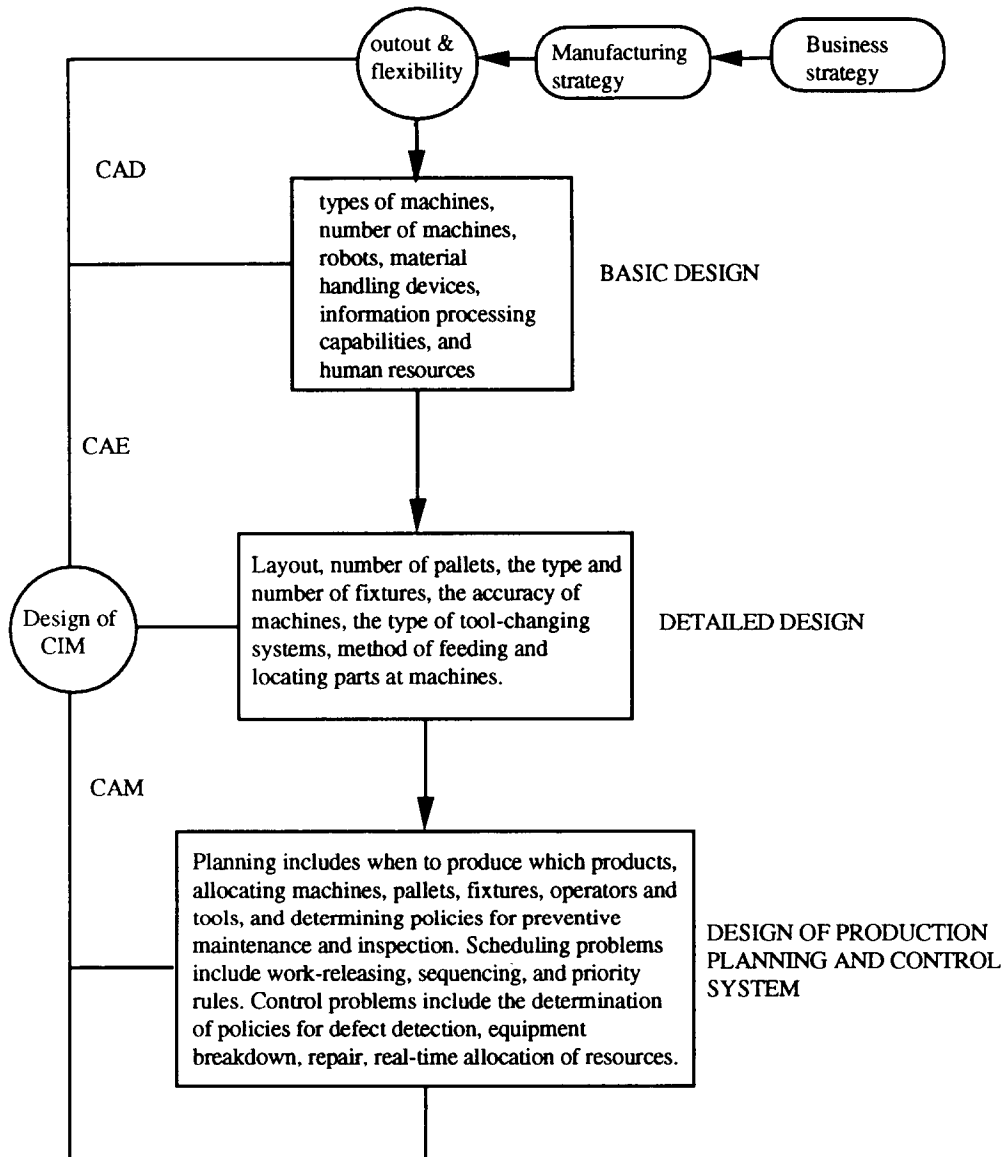 outout &
flexibility
Manufacturing
strategy
Business
strategy
CAD
types of machines,
number of machines,
robots, material
handling devices,
information processing
capabilities, and
human resources
BASIC DESIGN
CAE
Layout, number of pallets, the type and
number of fixtures, the accuracy of
machines, the type of tool-changing
systems, method of feeding and
locating parts at machines.
DETAILED DESIGN
Design of
CIM
CAM
Planning includes when to produce which products,
allocating machines, pallets, fixtures, operators and
tools, and determining policies for preventive
maintenance and inspection. Scheduling problems
include work-releasing, sequencing, and priority
rules. Control problems include the determination
of policies for defect detection, equipment
breakdown, repair, real-time allocation of resources.
DESIGN OF PRODUCTION
PLANNING AND CONTROL
SYSTEM